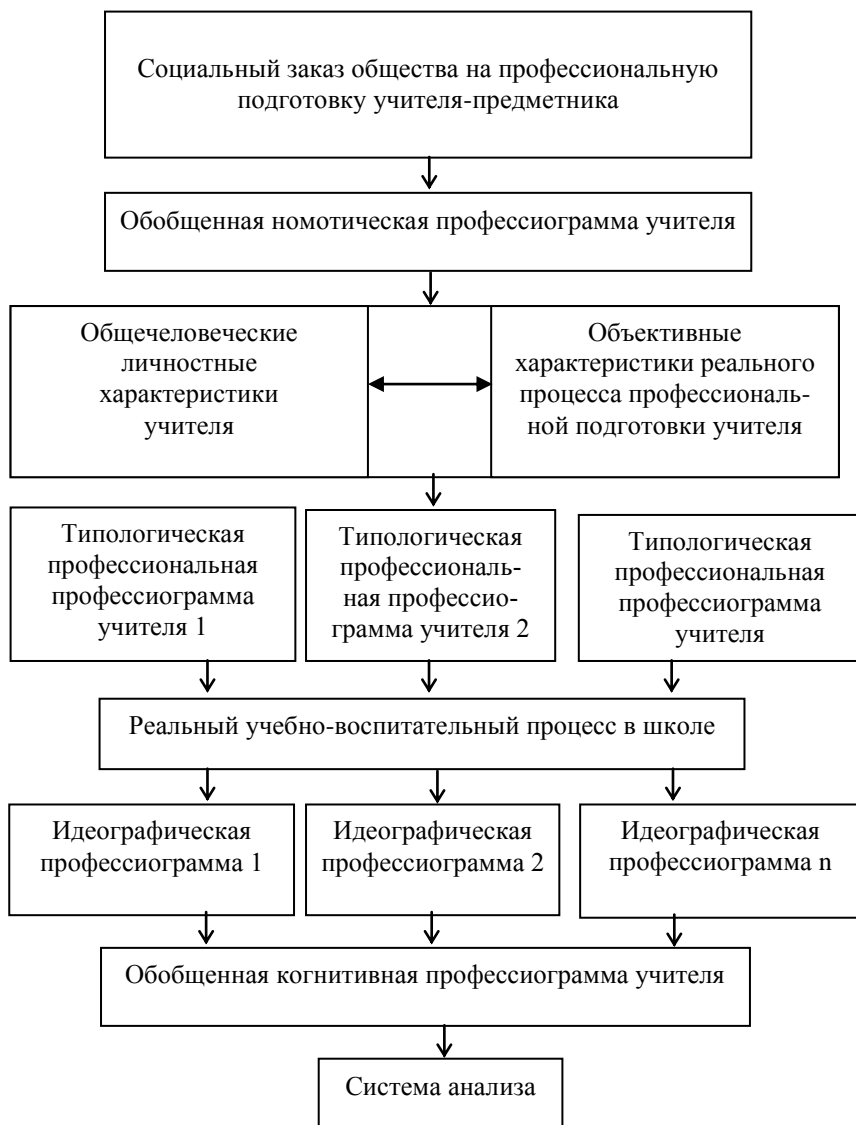 Социальный заказ общества на профессиональную
подготовку учителя-предметника
Обобщенная номотическая профессиограмма учителя
Общечеловеческие
личностные
характеристики
учителя
Объективные
характеристики реального
процесса профессиональ-
ной подготовки учителя
Типологическая
профессиональная
профессиограмма
учителя 1
Типологическая
профессиональ-
ная профессио-
грамма учителя 2
Типологическая
профессиональная
профессиограмма
учителя
Реальный учебно-воспитательный процесс в школе
Идеографическая
профессиограмма 1
Идеографическая
профессиограмма 2
Идеографическая
профессиограмма n
Обобщенная когнитивная профессиограмма учителя
Система анализа